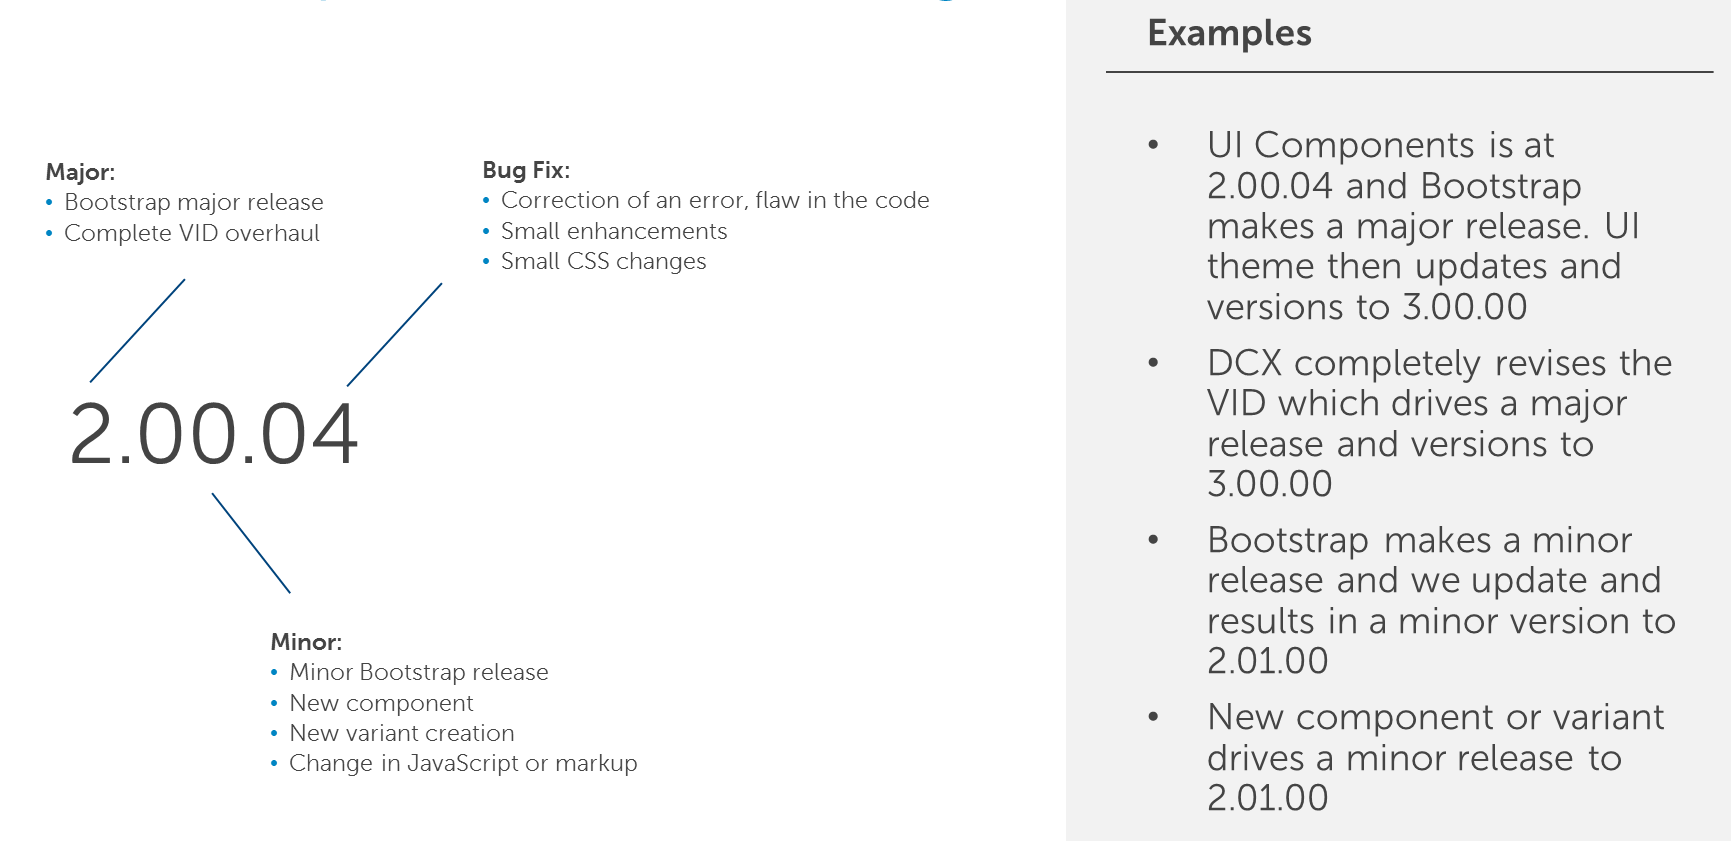 Major:
• Bootstrap major release
• Complete VID overhaul
Bug Fix:
• Correction of an error, flaw in the code
• Small enhancements
• Small CSS changes
2.00.04
Minor:
• Minor Bootstrap release
• New component
• New variant creation
• Change in JavaScript or markup
Examples
• UI Components is at
2.00.04 and Bootstrap
makes a major release. UI
theme then updates and
versions to 3.00.00
• DCX completely revises the
VID which drives a major
release and versions to
3.00.00
• Bootstrap makes a minor
release and we update and
results in a minor version to
2.01.00
• New component or variant
drives a minor release to
2.01.00